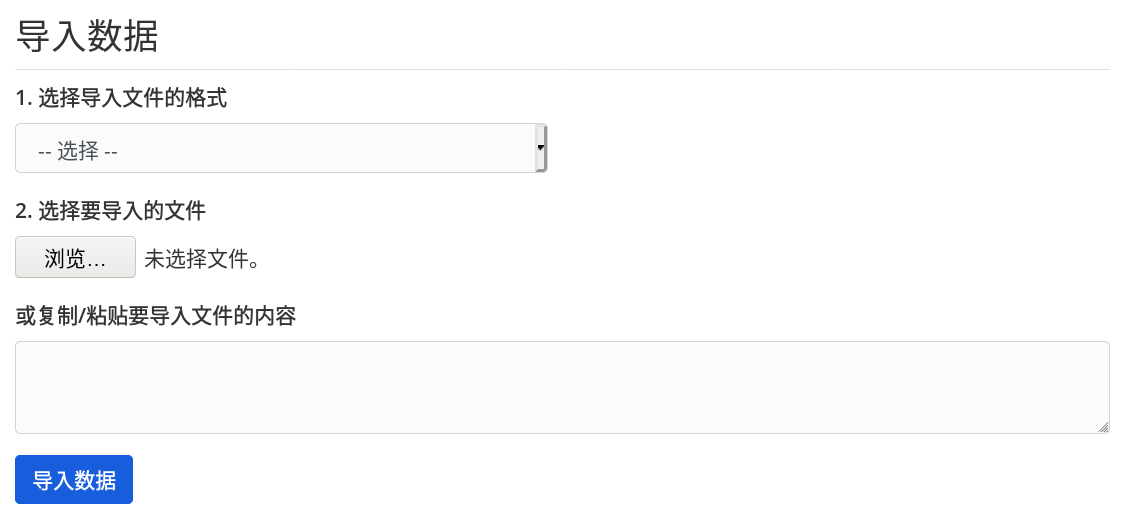 导入数据
1. 选择导入文件的格式
-- 选择 --
2. 选择要导入的文件
浏览… 未选择文件。
或复制/粘贴要导入文件的内容
导入数据